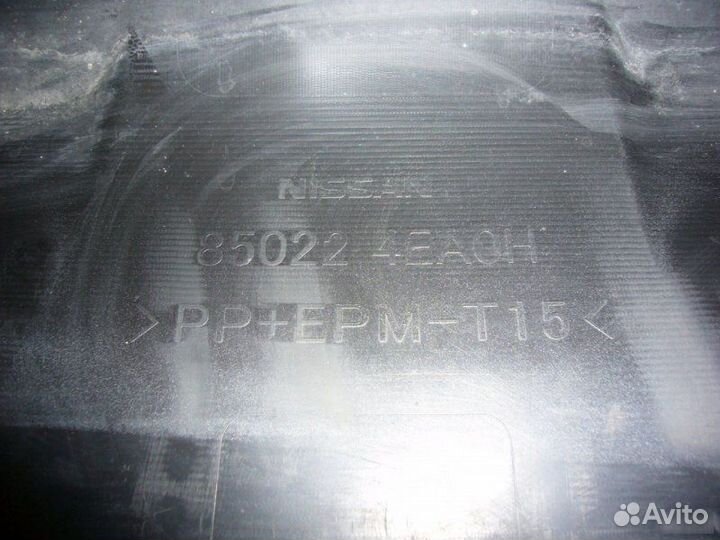 NISSAN
85022 4EA0H
>PP+EPM-T15<
Avito